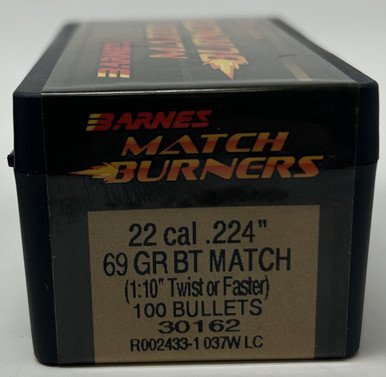 BARNES
MATCH
BURNERS
22 cal .224"
69 GR BT MATCH
(1:10" Twist or Faster)
100 BULLETS
30162
R002433-1 037W LC